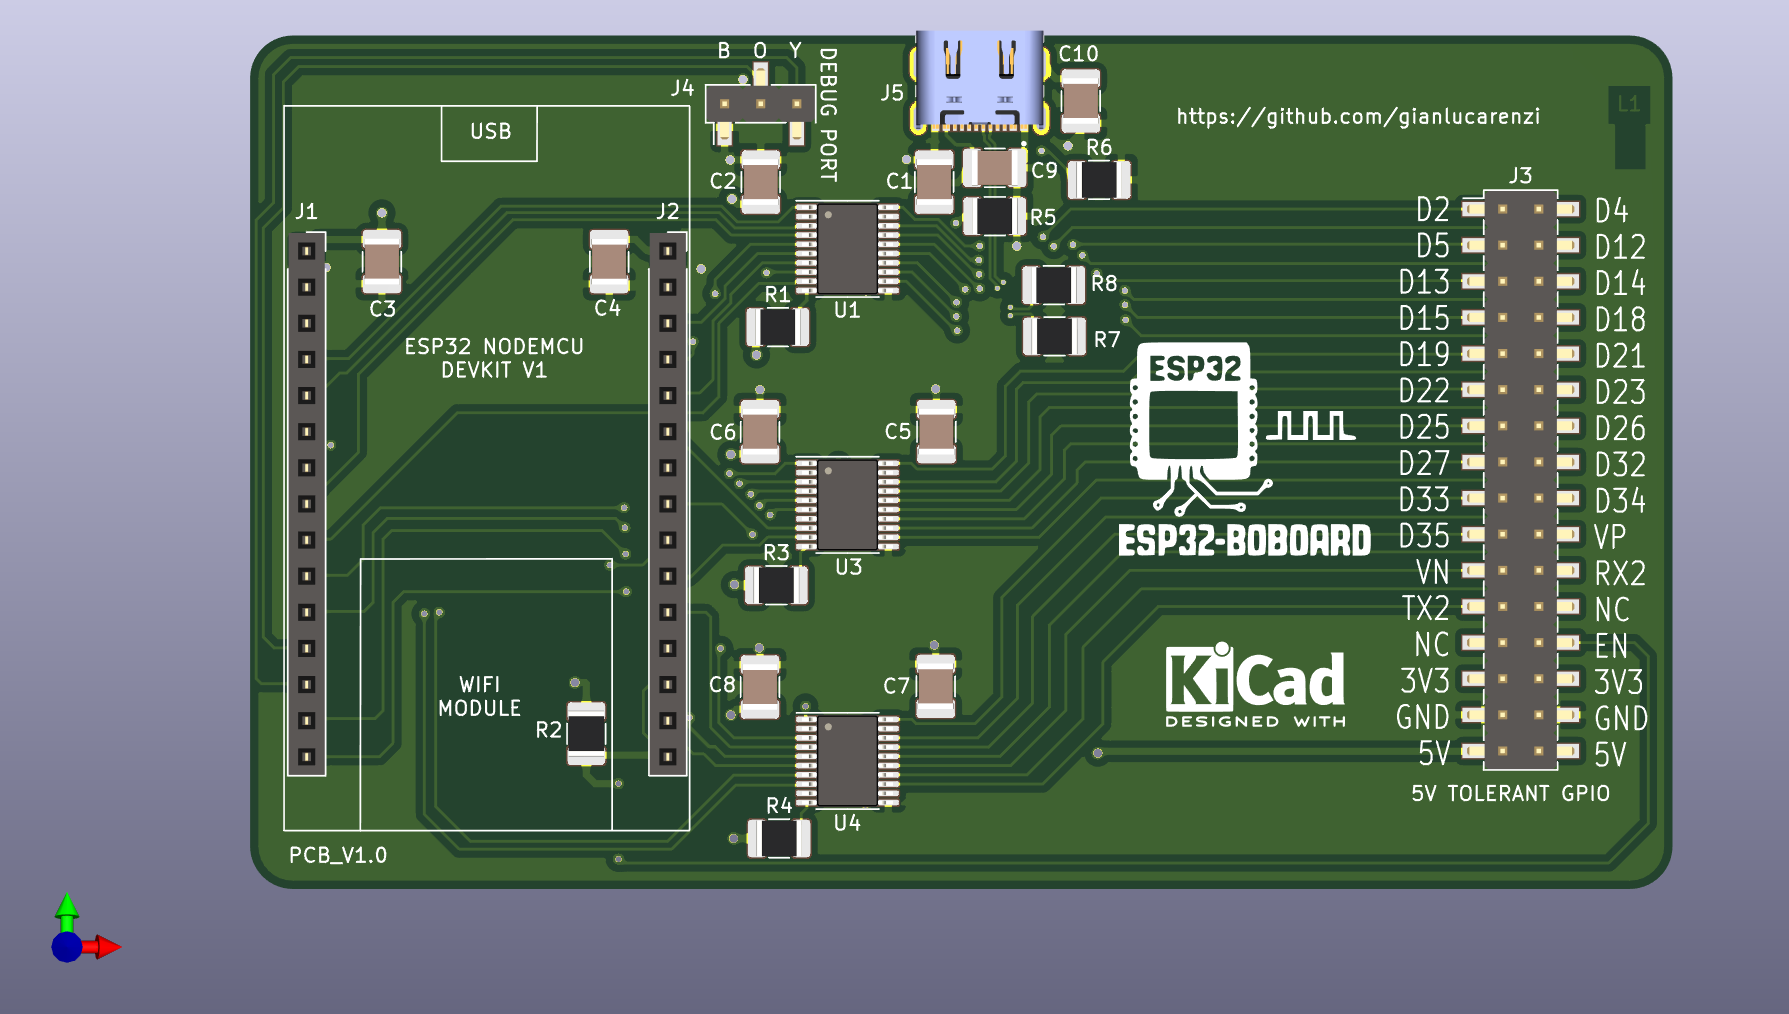 B O Y
DEBUG PORT
J4
J5
C10
https://github.com/gianlucarenzi
L1
USB
C2
C1
C9
R6
R5
J3
J1
J2
C3
C4
R1
U1
R8
R7
ESP32 NODEMCU
DEVKIT V1
ESP32
ESP32-BOBOARD
D2 D4
D5 D12
D13 D14
D15 D18
D19 D21
D22 D23
D25 D26
D27 D32
D33 D34
D35 VP
VN RX2
TX2 NC
NC EN
3V3 3V3
GND GND
5V 5V
5V TOLERANT GPIO
C6
C5
R3
U3
WIFI
MODULE
R2
C8
C7
KiCad
DESIGNED WITH
R4
U4
PCB_V1.0